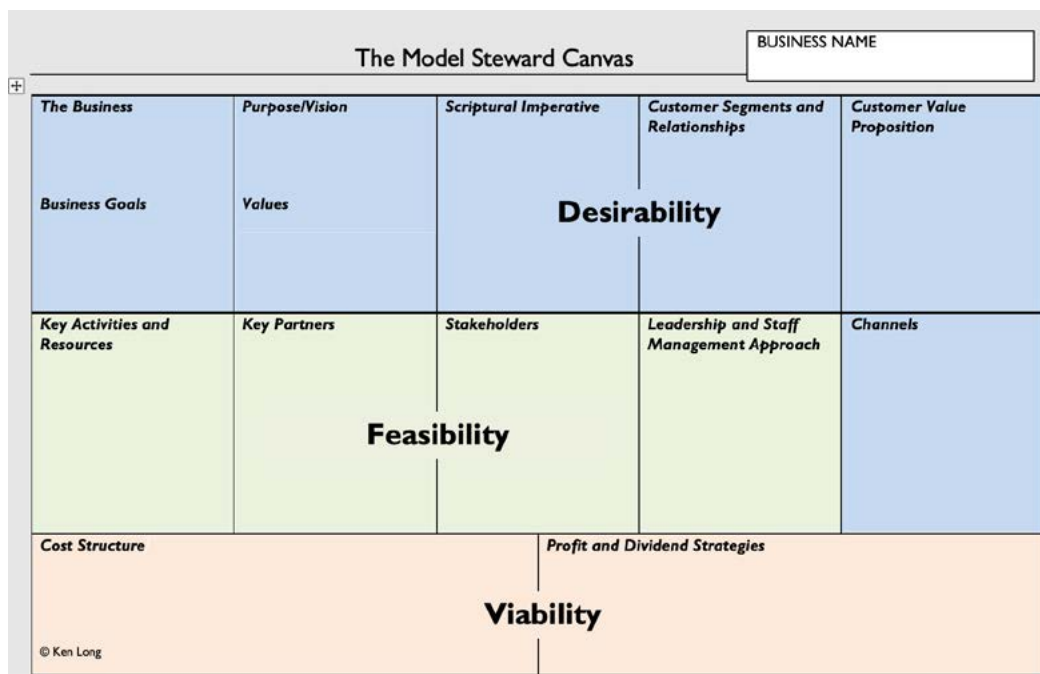 The Model Steward Canvas
BUSINESS NAME
The Business
Purpose/Vision
Scriptural Imperative
Customer Segments and
Relationships
Customer Value
Proposition
Business Goals
Values
Desirability
Key Activities and
Resources
Key Partners
Stakeholders
Leadership and Staff
Management Approach
Channels
Feasibility
Cost Structure
Profit and Dividend Strategies
Viability
© Ken Long